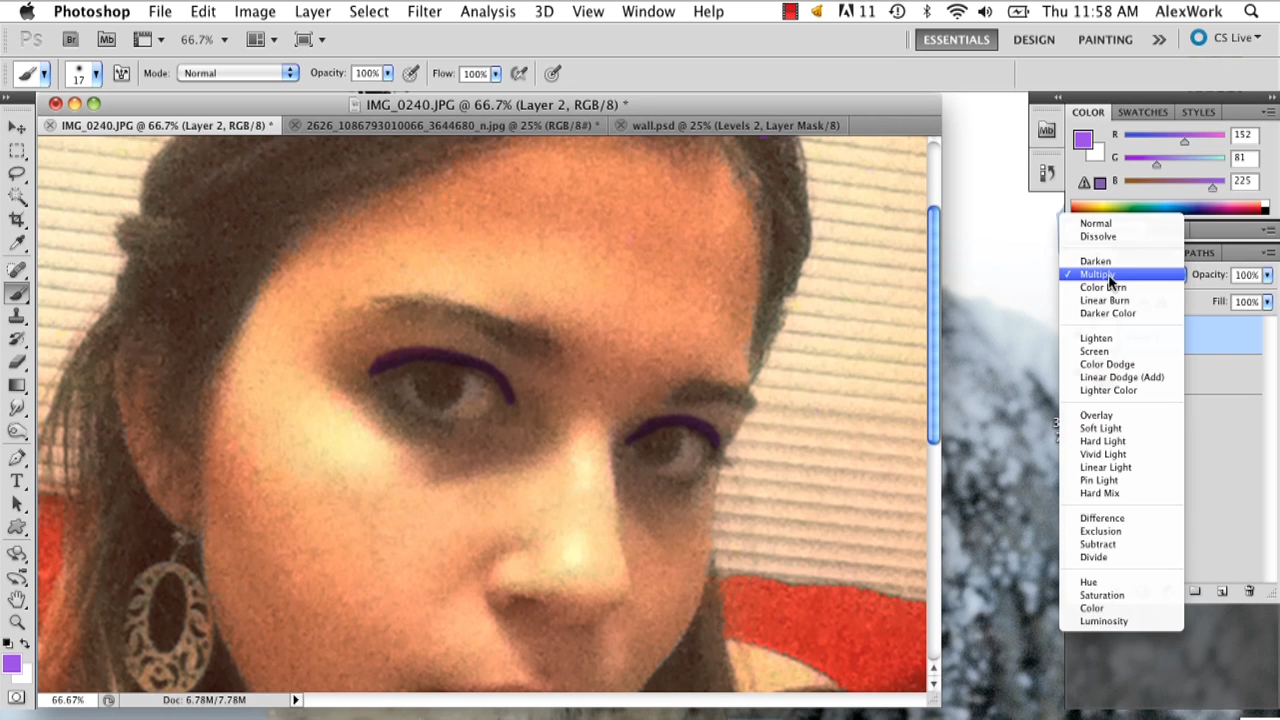 Photoshop File Edit Image Layer Select Filter Analysis 3D View Window Help 11 Thu 11:58 AM AlexWork
Ps Br Mb 66.7% ESSENTIALS DESIGN PAINTING CS Live
17 Mode: Normal Opacity: 100% Flow: 100%
IMG_0240.JPG @ 66.7% (Layer 2, RGB/8) *
IMG_0240.JPG @ 66.7% (Layer 2, RGB/8) * 2626_1086793010066_3644680_n.jpg @ 25% (RGB/8#) * wall.psd @ 25% (Levels 2, Layer Mask/8)
Mb
COLOR SWATCHES STYLES
R 152
G 81
B 225
PATHS
Opacity: 100%
Fill: 100%
Normal
Dissolve
Darken
✓ Multiply
Color Burn
Linear Burn
Darker Color
Lighten
Screen
Color Dodge
Linear Dodge (Add)
Lighter Color
Overlay
Soft Light
Hard Light
Vivid Light
Linear Light
Pin Light
Hard Mix
Difference
Exclusion
Subtract
Divide
Hue
Saturation
Color
Luminosity
66.67% Doc: 6.78M/7.78M